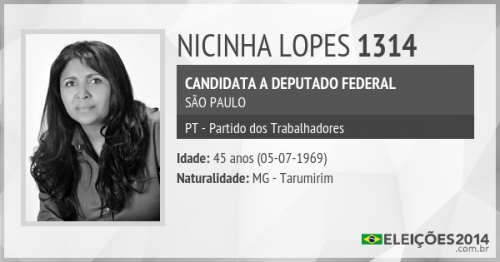 NICINHA LOPES 1314
CANDIDATA A DEPUTADO FEDERAL
SÃO PAULO
PT - Partido dos Trabalhadores
Idade: 45 anos (05-07-1969)
Naturalidade: MG - Tarumirim
ELEIÇÕES2014
.com.br